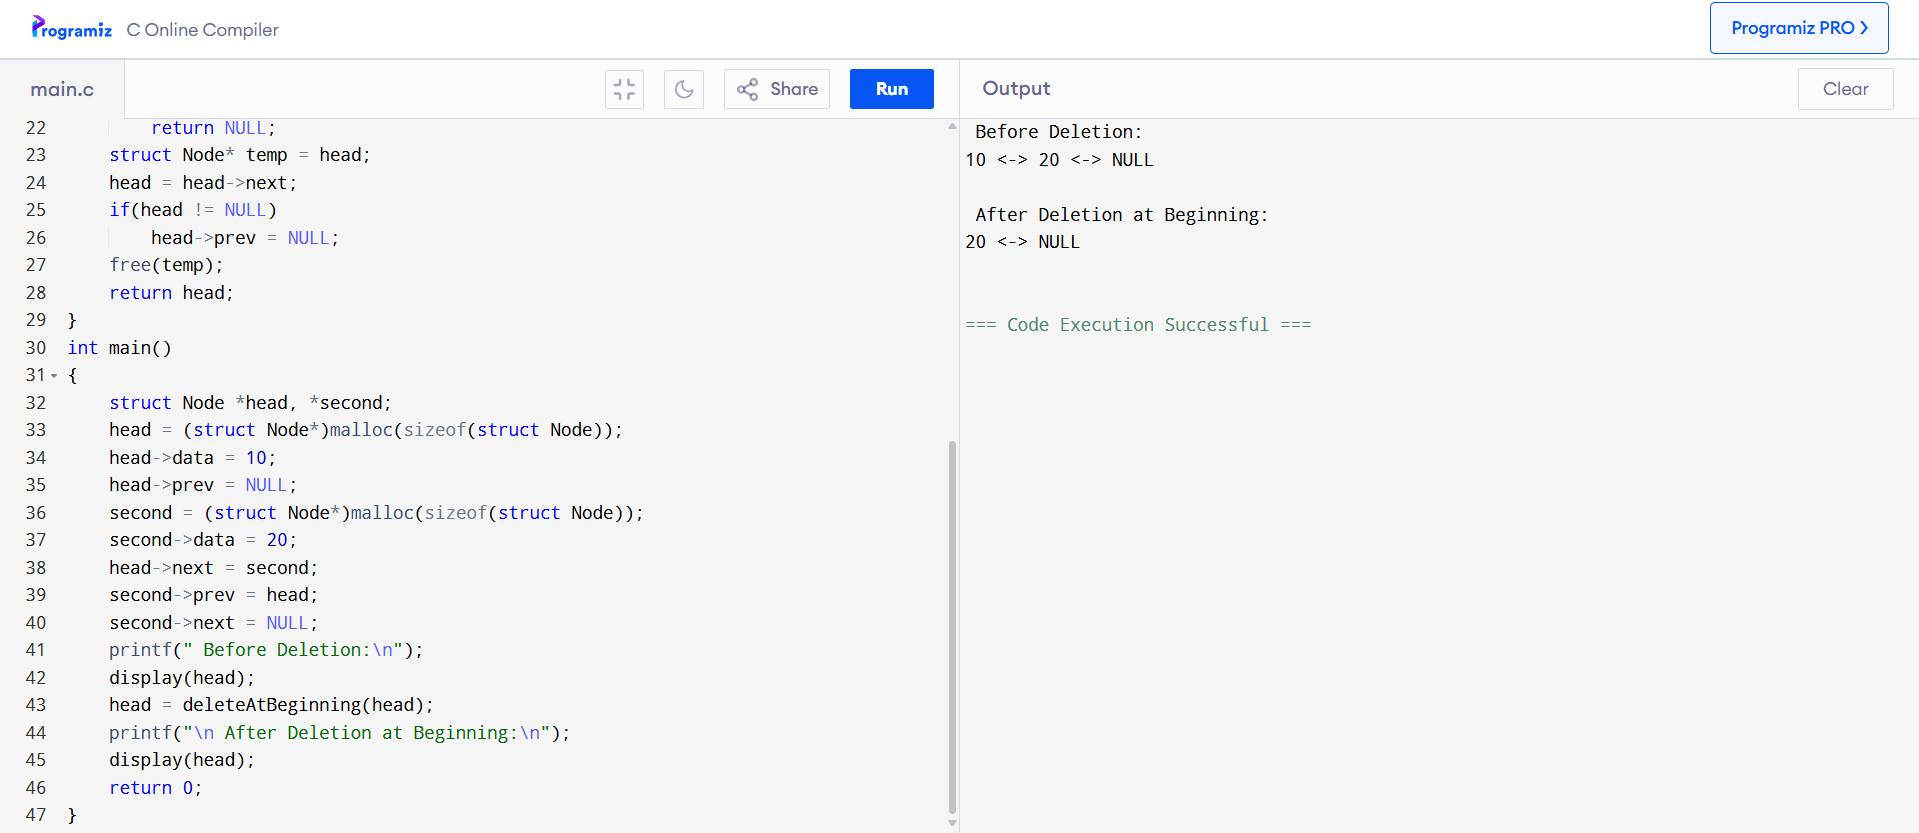 Programiz C Online Compiler
Programiz PRO
main.c
Share
Run
Output
Clear
22 return NULL;
23 struct Node* temp = head;
24 head = head->next;
25 if(head != NULL)
26 head->prev = NULL;
27 free(temp);
28 return head;
29 }
30 int main()
31 {
32 struct Node *head, *second;
33 head = (struct Node*)malloc(sizeof(struct Node));
34 head->data = 10;
35 head->prev = NULL;
36 second = (struct Node*)malloc(sizeof(struct Node));
37 second->data = 20;
38 head->next = second;
39 second->prev = head;
40 second->next = NULL;
41 printf(" Before Deletion:\n");
42 display(head);
43 head = deleteAtBeginning(head);
44 printf("\n After Deletion at Beginning:\n");
45 display(head);
46 return 0;
47 }
Before Deletion:
10 <-> 20 <-> NULL
After Deletion at Beginning:
20 <-> NULL
=== Code Execution Successful ===